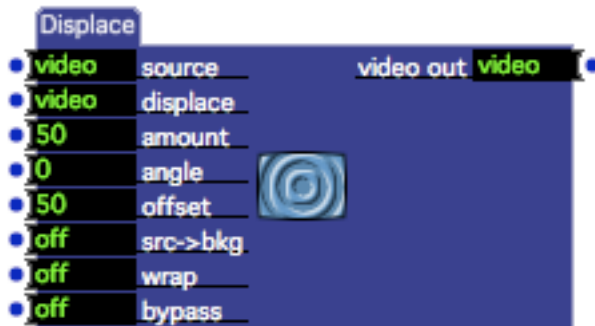 Displace
video source video out video
video displace
50 amount
0 angle
50 offset
off src->bkg
off wrap
off bypass